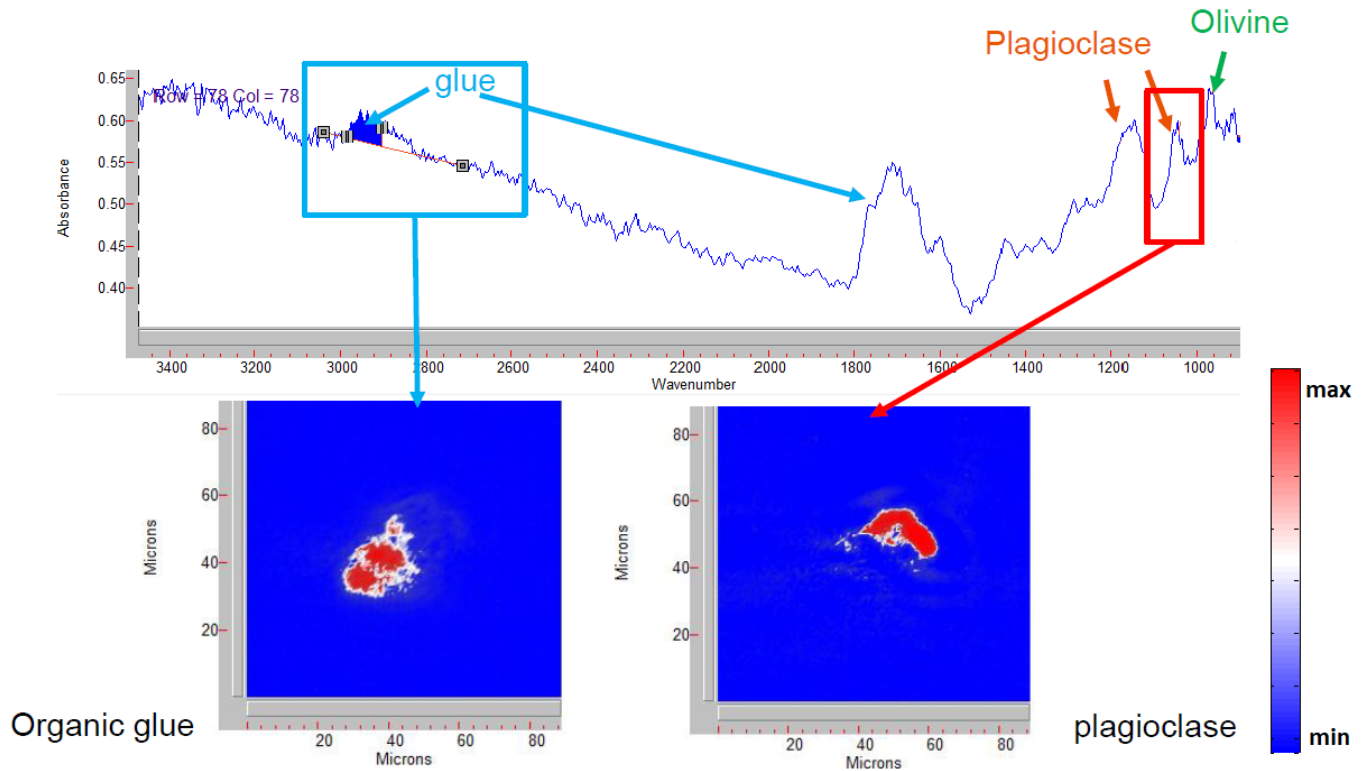 Olivine
Plagioclase
glue
Row = 78 Col = 78
0.65
0.60
0.55
0.50
0.45
0.40
Absorbance
3400 3200 3000 2800 2600 2400 2200 2000 1800 1600 1400 1200 1000
Wavenumber
max
min
80
60
40
20
Microns
20 40 60 80
Microns
Organic glue
80
60
40
20
Microns
20 40 60 80
Microns
plagioclase